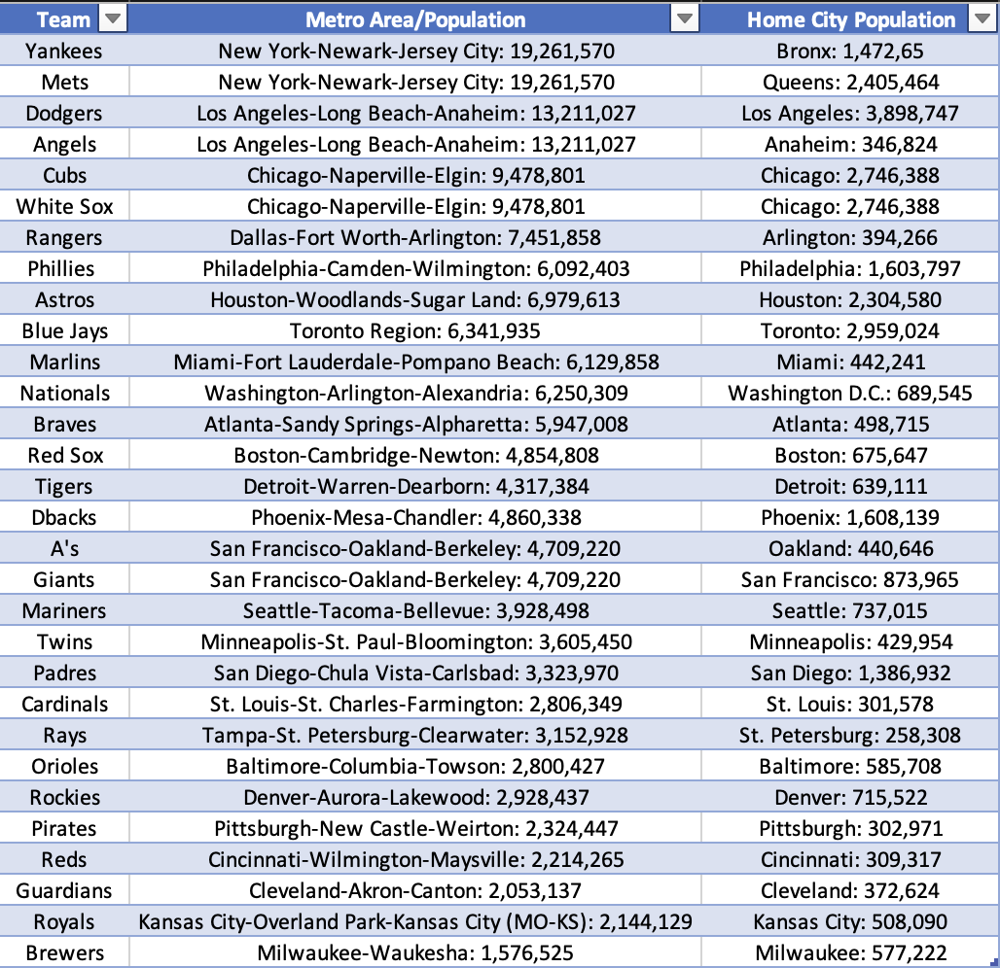 Team Metro Area/Population Home City Population
Yankees New York-Newark-Jersey City: 19,261,570 Bronx: 1,472,65
Mets New York-Newark-Jersey City: 19,261,570 Queens: 2,405,464
Dodgers Los Angeles-Long Beach-Anaheim: 13,211,027 Los Angeles: 3,898,747
Angels Los Angeles-Long Beach-Anaheim: 13,211,027 Anaheim: 346,824
Cubs Chicago-Naperville-Elgin: 9,478,801 Chicago: 2,746,388
White Sox Chicago-Naperville-Elgin: 9,478,801 Chicago: 2,746,388
Rangers Dallas-Fort Worth-Arlington: 7,451,858 Arlington: 394,266
Phillies Philadelphia-Camden-Wilmington: 6,092,403 Philadelphia: 1,603,797
Astros Houston-Woodlands-Sugar Land: 6,979,613 Houston: 2,304,580
Blue Jays Toronto Region: 6,341,935 Toronto: 2,959,024
Marlins Miami-Fort Lauderdale-Pompano Beach: 6,129,858 Miami: 442,241
Nationals Washington-Arlington-Alexandria: 6,250,309 Washington D.C.: 689,545
Braves Atlanta-Sandy Springs-Alpharetta: 5,947,008 Atlanta: 498,715
Red Sox Boston-Cambridge-Newton: 4,854,808 Boston: 675,647
Tigers Detroit-Warren-Dearborn: 4,317,384 Detroit: 639,111
Dbacks Phoenix-Mesa-Chandler: 4,860,338 Phoenix: 1,608,139
A's San Francisco-Oakland-Berkeley: 4,709,220 Oakland: 440,646
Giants San Francisco-Oakland-Berkeley: 4,709,220 San Francisco: 873,965
Mariners Seattle-Tacoma-Bellevue: 3,928,498 Seattle: 737,015
Twins Minneapolis-St. Paul-Bloomington: 3,605,450 Minneapolis: 429,954
Padres San Diego-Chula Vista-Carlsbad: 3,323,970 San Diego: 1,386,932
Cardinals St. Louis-St. Charles-Farmington: 2,806,349 St. Louis: 301,578
Rays Tampa-St. Petersburg-Clearwater: 3,152,928 St. Petersburg: 258,308
Orioles Baltimore-Columbia-Towson: 2,800,427 Baltimore: 585,708
Rockies Denver-Aurora-Lakewood: 2,928,437 Denver: 715,522
Pirates Pittsburgh-New Castle-Weirton: 2,324,447 Pittsburgh: 302,971
Reds Cincinnati-Wilmington-Maysville: 2,214,265 Cincinnati: 309,317
Guardians Cleveland-Akron-Canton: 2,053,137 Cleveland: 372,624
Royals Kansas City-Overland Park-Kansas City (MO-KS): 2,144,129 Kansas City: 508,090
Brewers Milwaukee-Waukesha: 1,576,525 Milwaukee: 577,222